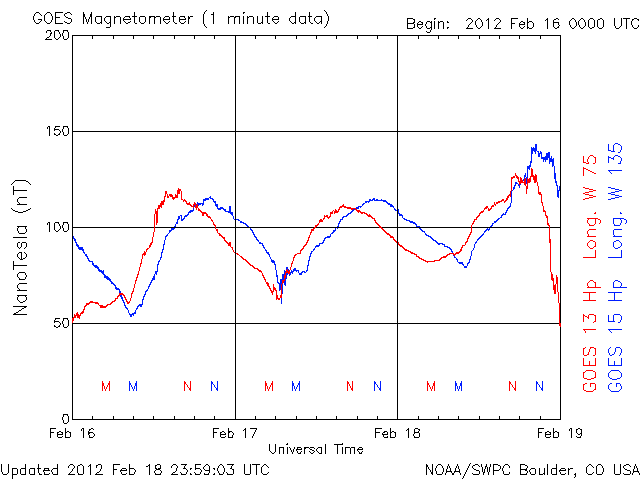 GOES Magnetometer (1 minute data)
Begin: 2012 Feb 16 0000 UTC
200
150
100
50
0
NanoTesla (nT)
M M N N M M N N M M N N
Feb 16 Feb 17 Feb 18 Feb 19
Universal Time
GOES 13 Hp Long. W 75
GOES 15 Hp Long. W 135
Updated 2012 Feb 18 23:59:03 UTC
NOAA/SWPC Boulder, CO USA